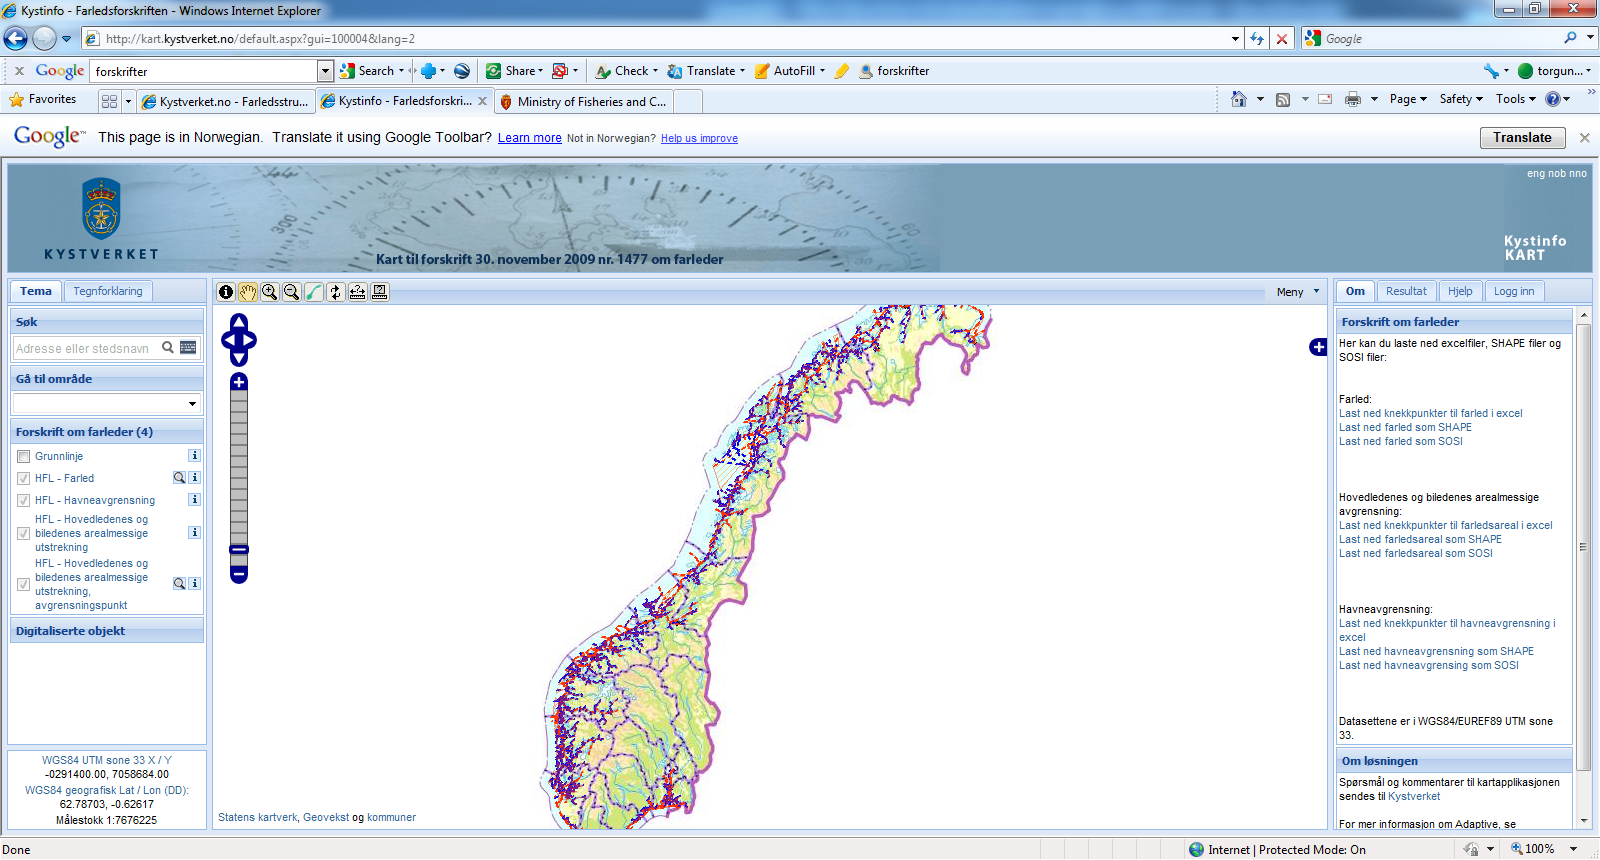 Kystinfo - Farledsforskriften - Windows Internet Explorer
http://kart.kystverket.no/default.aspx?gui=100004&lang=2
Google
x Google forskrifter Search Share Check Translate AutoFill forskrifter torgun...
Favorites Kystverket.no - Farledsstru... Kystinfo - Farledsforskri... Ministry of Fisheries and C... Page Safety Tools
Google™ This page is in Norwegian. Translate it using Google Toolbar? Learn more Not in Norwegian? Help us improve Translate
eng nob nno
KYSTVERKET
Kart til forskrift 30. november 2009 nr. 1477 om farleder
Kystinfo
KART
Tema Tegnforklaring
Søk
Adresse eller stedsnavn
Gå til område
Forskrift om farleder (4)
Grunnlinje
HFL - Farled
HFL - Havneavgrensning
HFL - Hovedledenes og
biledenes arealmessige
utstrekning
HFL - Hovedledenes og
biledenes arealmessige
utstrekning,
avgrensningspunkt
Digitaliserte objekt
WGS84 UTM sone 33 X / Y
-0291400.00, 7058684.00
WGS84 geografisk Lat / Lon (DD):
62.78703, -0.62617
Målestokk 1:7676225
Meny
Statens kartverk, Geovekst og kommuner
Om Resultat Hjelp Logg inn
Forskrift om farleder
Her kan du laste ned excelfiler, SHAPE filer og
SOSI filer:
Farled:
Last ned knekkpunkter til farled i excel
Last ned farled som SHAPE
Last ned farled som SOSI
Hovedledenes og biledenes arealmessige
avgrensning:
Last ned knekkpunkter til farledsareal i excel
Last ned farledsareal som SHAPE
Last ned farledsareal som SOSI
Havneavgrensning:
Last ned knekkpunkter til havneavgrensning i
excel
Last ned havneavgrensning som SHAPE
Last ned havneavgrensing som SOSI
Datasettene er i WGS84/EUREF89 UTM sone
33.
Om løsningen
Spørsmål og kommentarer til kartapplikasjonen
sendes til Kystverket
For mer informasjon om Adaptive, se
Done
Internet | Protected Mode: On
100%